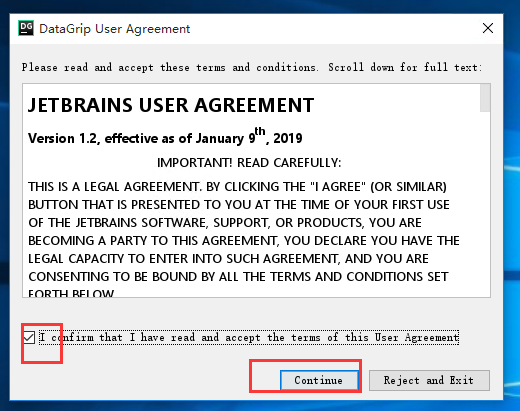 DG DataGrip User Agreement
Please read and accept these terms and conditions. Scroll down for full text:
JETBRAINS USER AGREEMENT
Version 1.2, effective as of January 9th, 2019
IMPORTANT! READ CAREFULLY:
THIS IS A LEGAL AGREEMENT. BY CLICKING THE "I AGREE" (OR SIMILAR)
BUTTON THAT IS PRESENTED TO YOU AT THE TIME OF YOUR FIRST USE
OF THE JETBRAINS SOFTWARE, SUPPORT, OR PRODUCTS, YOU ARE
BECOMING A PARTY TO THIS AGREEMENT, YOU DECLARE YOU HAVE THE
LEGAL CAPACITY TO ENTER INTO SUCH AGREEMENT, AND YOU ARE
CONSENTING TO BE BOUND BY ALL THE TERMS AND CONDITIONS SET
FORTH BELOW
I confirm that I have read and accept the terms of this User Agreement
Continue
Reject and Exit